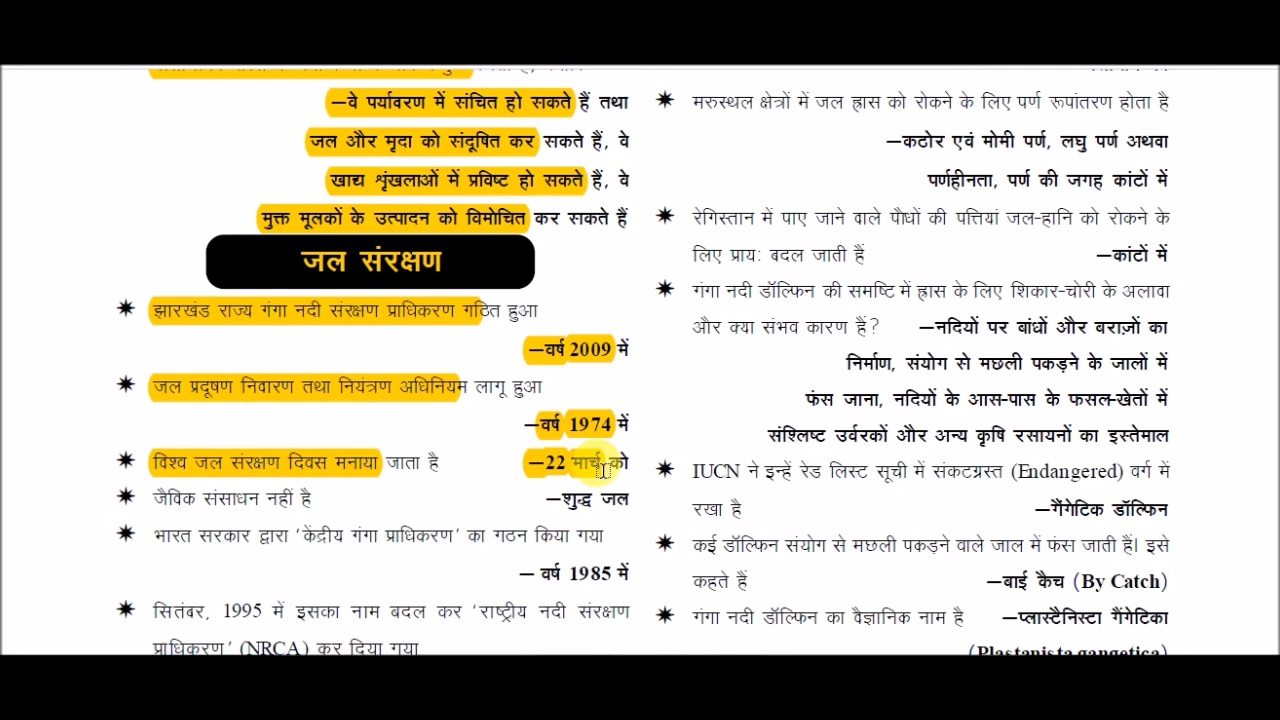 –वे पर्यावरण में संचित हो सकते हैं तथा
जल और मृदा को संदूषित कर सकते हैं, वे
खाद्य शृंखलाओं में प्रविष्ट हो सकते हैं, वे
मुक्त मूलकों के उत्पादन को विमोचित कर सकते हैं
जल संरक्षण
✷ झारखंड राज्य गंगा नदी संरक्षण प्राधिकरण गठित हुआ
–वर्ष 2009 में
✷ जल प्रदूषण निवारण तथा नियंत्रण अधिनियम लागू हुआ
–वर्ष 1974 में
✷ विश्व जल संरक्षण दिवस मनाया जाता है –22 मार्च को
✷ जैविक संसाधन नहीं है –शुद्ध जल
✷ भारत सरकार द्वारा ‘केंद्रीय गंगा प्राधिकरण’ का गठन किया गया
– वर्ष 1985 में
✷ सितंबर, 1995 में इसका नाम बदल कर ‘राष्ट्रीय नदी संरक्षण
प्राधिकरण’ (NRCA) कर दिया गया
✷ मरुस्थल क्षेत्रों में जल ह्रास को रोकने के लिए पर्ण रूपांतरण होता है
–कठोर एवं मोमी पर्ण, लघु पर्ण अथवा
पर्णहीनता, पर्ण की जगह कांटों में
✷ रेगिस्तान में पाए जाने वाले पौधों की पत्तियां जल-हानि को रोकने के
लिए प्राय: बदल जाती हैं –कांटों में
✷ गंगा नदी डॉल्फिन की समष्टि में ह्रास के लिए शिकार-चोरी के अलावा
और क्या संभव कारण हैं? –नदियों पर बांधों और बराज़ों का
निर्माण, संयोग से मछली पकड़ने के जालों में
फंस जाना, नदियों के आस-पास के फसल-खेतों में
संश्लिष्ट उर्वरकों और अन्य कृषि रसायनों का इस्तेमाल
✷ IUCN ने इन्हें रेड लिस्ट सूची में संकटग्रस्त (Endangered) वर्ग में
रखा है –गैंगेटिक डॉल्फिन
✷ कई डॉल्फिन संयोग से मछली पकड़ने वाले जाल में फंस जाती हैं। इसे
कहते हैं –बाई कैच (By Catch)
✷ गंगा नदी डॉल्फिन का वैज्ञानिक नाम है –प्लास्टैनिस्टा गैंगेटिका
(Plastanista gangetica)